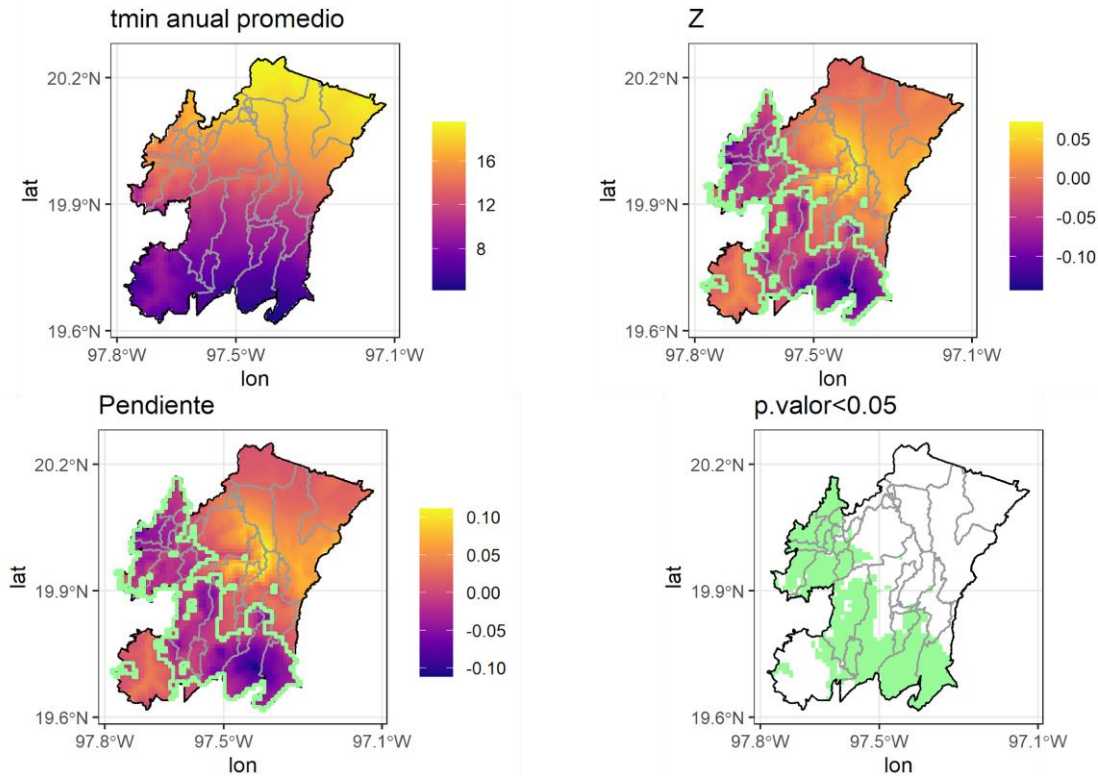 tmin anual promedio
20.2°N
19.9°N
19.6°N
lat
97.8°W
97.5°W
97.1°W
lon
16
12
8
Z
20.2°N
19.9°N
19.6°N
lat
97.8°W
97.5°W
97.1°W
lon
0.05
0.00
-0.05
-0.10
Pendiente
20.2°N
19.9°N
19.6°N
lat
97.8°W
97.5°W
97.1°W
lon
0.10
0.05
0.00
-0.05
-0.10
p.valor<0.05
20.2°N
19.9°N
19.6°N
lat
97.8°W
97.5°W
97.1°W
lon